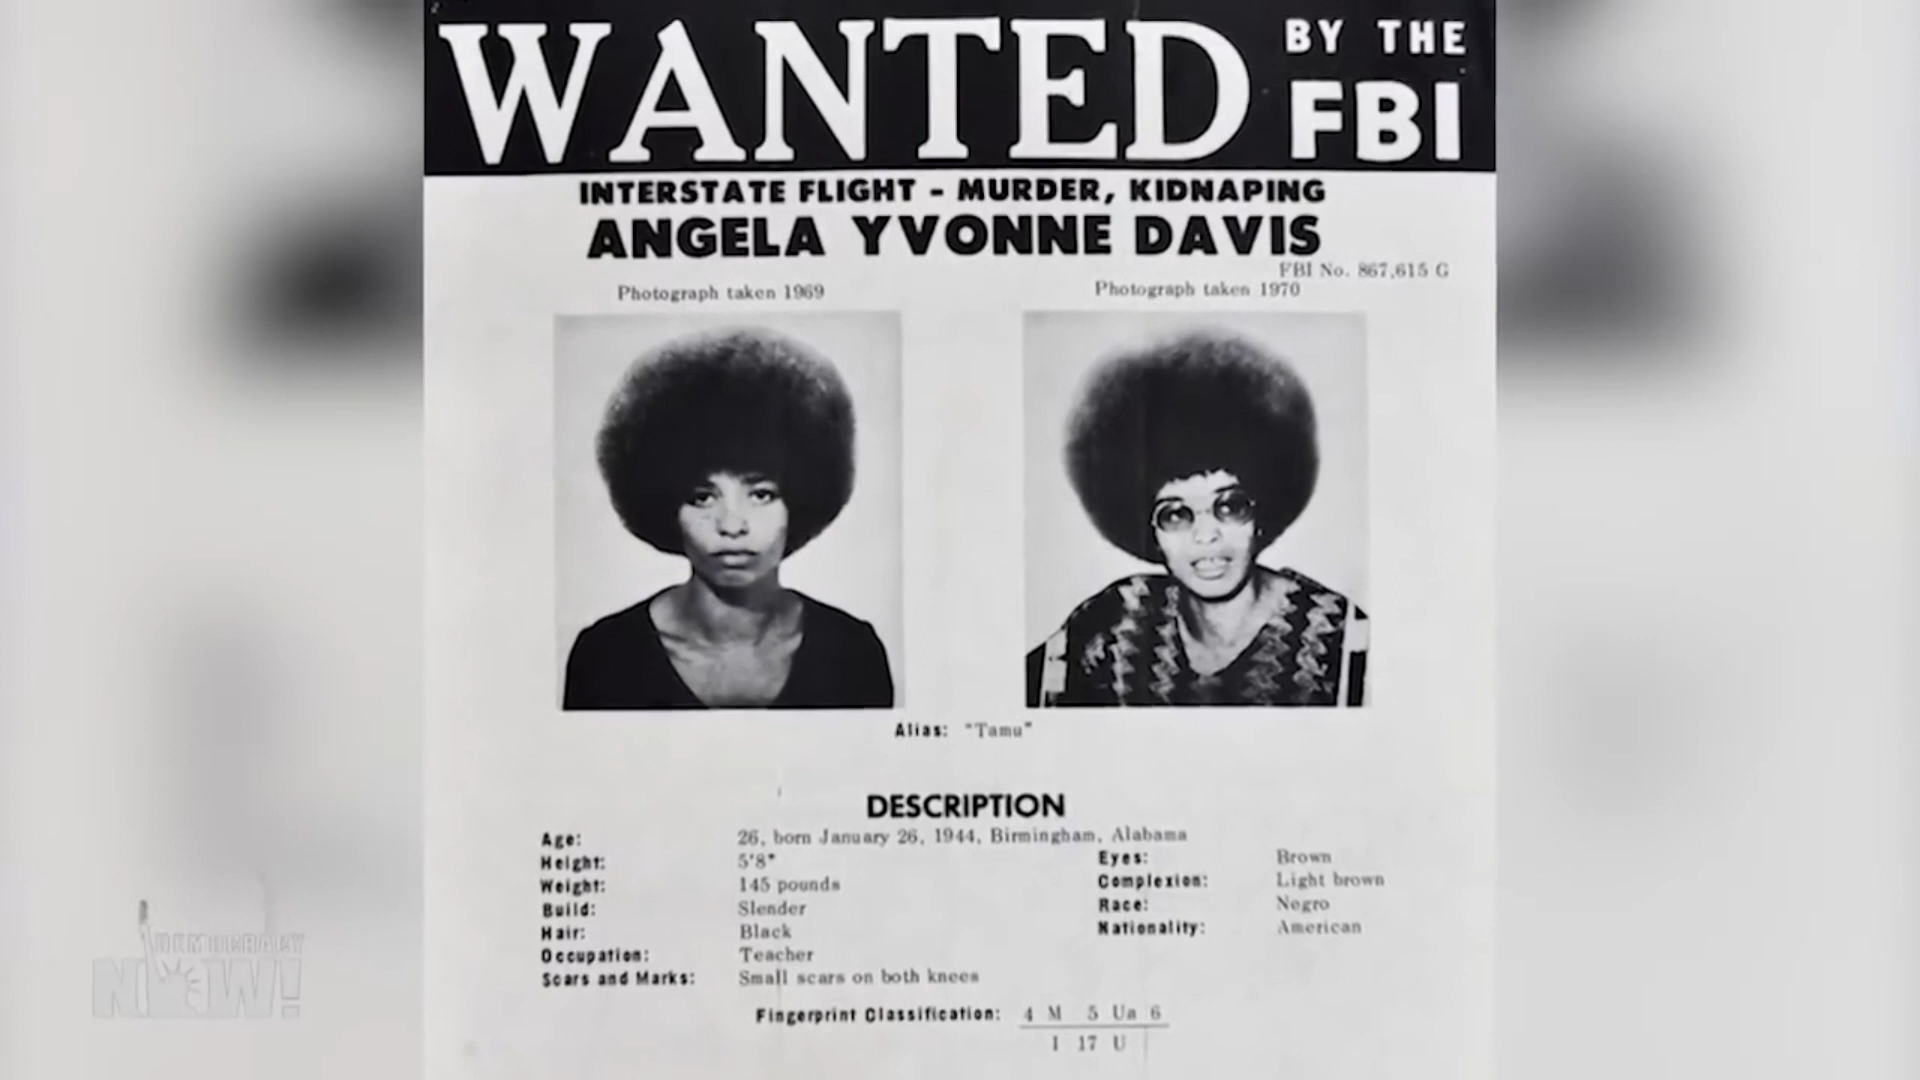 WANTED BY THE FBI
INTERSTATE FLIGHT - MURDER, KIDNAPING
ANGELA YVONNE DAVIS
FBI No. 867,615 G
Photograph taken 1969
Photograph taken 1970
Alias: "Tamu"
DESCRIPTION
Age: 26, born January 26, 1944, Birmingham, Alabama
Height: 5'8"
Eyes: Brown
Weight: 145 pounds
Complexion: Light brown
Build: Slender
Race: Negro
Hair: Black
Nationality: American
Occupation: Teacher
Scars and Marks: Small scars on both knees
Fingerprint Classification: 4 M 5 Ua 6
I 17 U
DEMOCRACY
NOW!